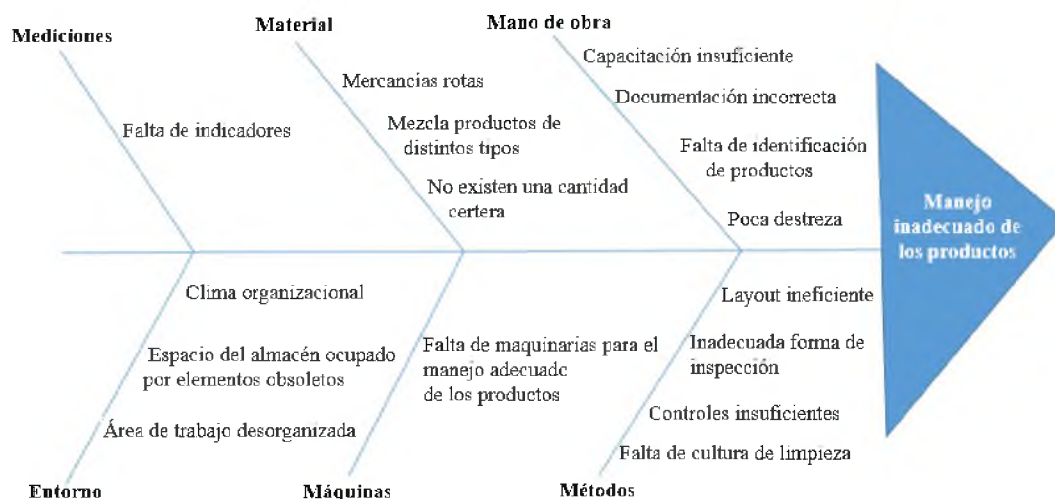 Mediciones
Material
Mano de obra
Falta de indicadores
Mercancías rotas
Mezcla productos de
distintos tipos
No existen una cantidad
certera
Capacitación insuficiente
Documentación incorrecta
Falta de identificación
de productos
Poca destreza
Manejo
inadecuado de
los productos
Clima organizacional
Espacio del almacén ocupado
por elementos obsoletos
Área de trabajo desorganizada
Falta de maquinarias para el
manejo adecuado
de los productos
Layout ineficiente
Inadecuada forma de
inspección
Controles insuficientes
Falta de cultura de limpieza
Entorno
Máquinas
Métodos